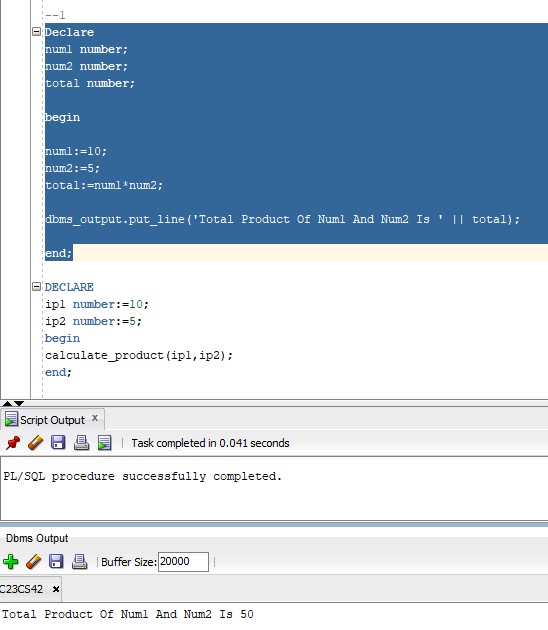 --1
Declare
num1 number;
num2 number;
total number;
begin
num1:=10;
num2:=5;
total:=num1*num2;
dbms_output.put_line('Total Product Of Num1 And Num2 Is ' || total);
end;
DECLARE
ip1 number:=10;
ip2 number:=5;
begin
calculate_product(ip1,ip2);
end;
Script Output x
Task completed in 0.041 seconds
PL/SQL procedure successfully completed.
Dbms Output
Buffer Size: 20000
C23CS42 x
Total Product Of Num1 And Num2 Is 50